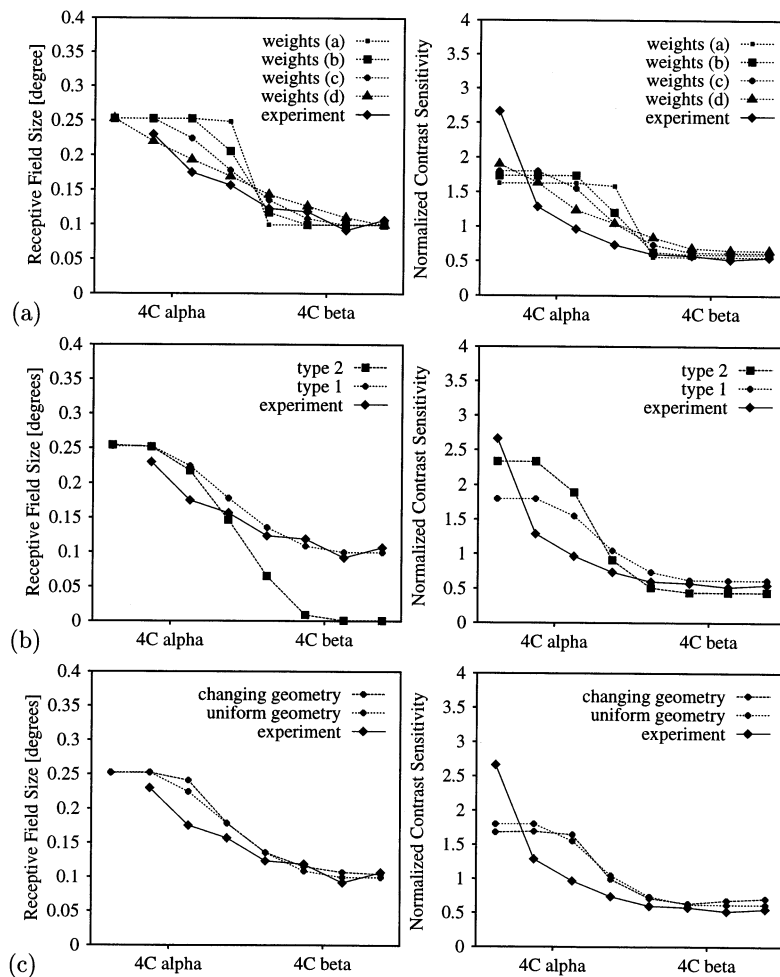 (a)
Receptive Field Size [degree]
0.4
0.35
0.3
0.25
0.2
0.15
0.1
0.05
0
weights (a)
weights (b)
weights (c)
weights (d)
experiment
4C alpha
4C beta
Normalized Contrast Sensitivity
4
3.5
3
2.5
2
1.5
1
0.5
0
weights (a)
weights (b)
weights (c)
weights (d)
experiment
4C alpha
4C beta
(b)
Receptive Field Size [degrees]
0.4
0.35
0.3
0.25
0.2
0.15
0.1
0.05
0
type 2
type 1
experiment
4C alpha
4C beta
Normalized Contrast Sensitivity
4
3.5
3
2.5
2
1.5
1
0.5
0
type 2
type 1
experiment
4C alpha
4C beta
(c)
Receptive Field Size [degrees]
0.4
0.35
0.3
0.25
0.2
0.15
0.1
0.05
0
changing geometry
uniform geometry
experiment
4C alpha
4C beta
Normalized Contrast Sensitivity
4
3.5
3
2.5
2
1.5
1
0.5
0
changing geometry
uniform geometry
experiment
4C alpha
4C beta